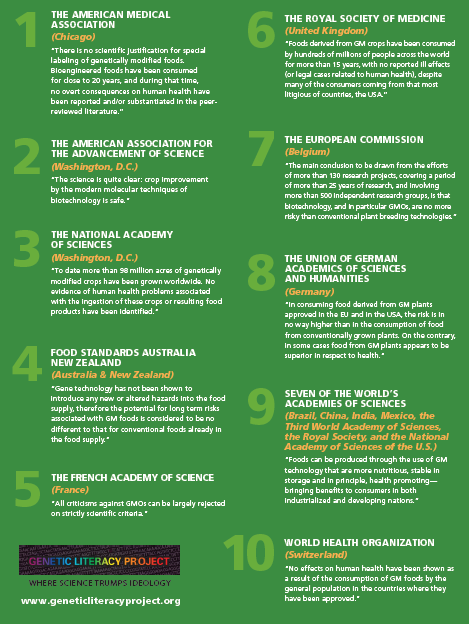 1
THE AMERICAN MEDICAL
ASSOCIATION
(Chicago)
"There is no scientific justification for special
labeling of genetically modified foods.
Bioengineered foods have been consumed
for close to 20 years, and during that time,
no overt consequences on human health have
been reported and/or substantiated in the peer-
reviewed literature."
2
THE AMERICAN ASSOCIATION FOR
THE ADVANCEMENT OF SCIENCE
(Washington, D.C.)
"The science is quite clear: crop improvement
by the modern molecular techniques of
biotechnology is safe."
3
THE NATIONAL ACADEMY
OF SCIENCES
(Washington, D.C.)
"To date more than 98 million acres of genetically
modified crops have been grown worldwide. No
evidence of human health problems associated
with the ingestion of these crops or resulting food
products have been identified."
4
FOOD STANDARDS AUSTRALIA
NEW ZEALAND
(Australia & New Zealand)
"Gene technology has not been shown to
introduce any new or altered hazards into the food
supply, therefore the potential for long term risks
associated with GM foods is considered to be no
different to that for conventional foods already in
the food supply."
5
THE FRENCH ACADEMY OF SCIENCE
(France)
"All criticisms against GMOs can be largely rejected
on strictly scientific criteria."
GENETIC LITERACY PROJECT
WHERE SCIENCE TRUMPS IDEOLOGY
www.geneticliteracyproject.org
6
THE ROYAL SOCIETY OF MEDICINE
(United Kingdom)
"Foods derived from GM crops have been consumed
by hundreds of millions of people across the world
for more than 15 years, with no reported ill effects
(or legal cases related to human health), despite
many of the consumers coming from that most
litigious of countries, the USA."
7
THE EUROPEAN COMMISSION
(Belgium)
"The main conclusion to be drawn from the efforts
of more than 130 research projects, covering a period
of more than 25 years of research, and involving
more than 500 independent research groups, is that
biotechnology, and in particular GMOs, are no more
risky than conventional plant breeding technologies."
8
THE UNION OF GERMAN
ACADEMICS OF SCIENCES
AND HUMANITIES
(Germany)
"In consuming food derived from GM plants
approved in the EU and in the USA, the risk is in
no way higher than in the consumption of food
from conventionally grown plants. On the contrary,
in some cases food from GM plants appears to be
superior in respect to health."
9
SEVEN OF THE WORLD'S
ACADEMIES OF SCIENCES
(Brazil, China, India, Mexico, the
Third World Academy of Sciences,
the Royal Society, and the National
Academy of Sciences of the U.S.)
"Foods can be produced through the use of GM
technology that are more nutritious, stable in
storage and in principle, health promoting—
bringing benefits to consumers in both
industrialized and developing nations."
10
WORLD HEALTH ORGANIZATION
(Switzerland)
"No effects on human health have been shown as
a result of the consumption of GM foods by the
general population in the countries where they
have been approved."